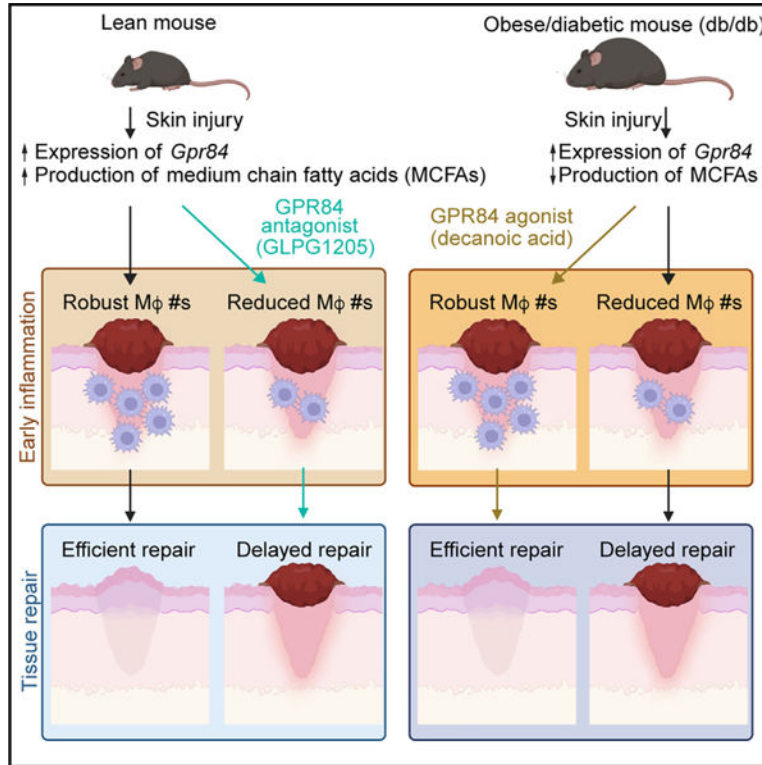 Lean mouse
Obese/diabetic mouse (db/db)
Skin injury
↑ Expression of Gpr84
↑ Production of medium chain fatty acids (MCFAs)
Skin injury
↑ Expression of Gpr84
↓ Production of MCFAs
GPR84
antagonist
(GLPG1205)
GPR84 agonist
(decanoic acid)
Early inflammation
Robust Mϕ #s
Reduced Mϕ #s
Robust Mϕ #s
Reduced Mϕ #s
Tissue repair
Efficient repair
Delayed repair
Efficient repair
Delayed repair